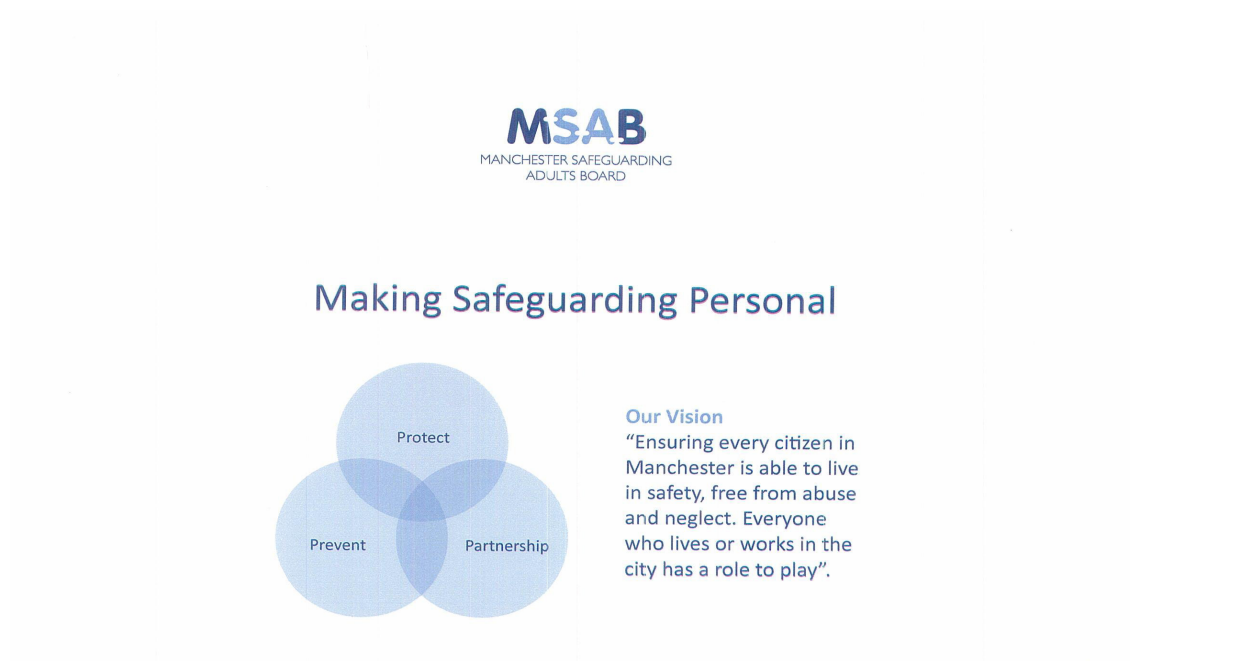 MSAB
MANCHESTER SAFEGUARDING
ADULTS BOARD
Making Safeguarding Personal
Protect
Prevent
Partnership
Our Vision
“Ensuring every citizen in
Manchester is able to live
in safety, free from abuse
and neglect. Everyone
who lives or works in the
city has a role to play”.